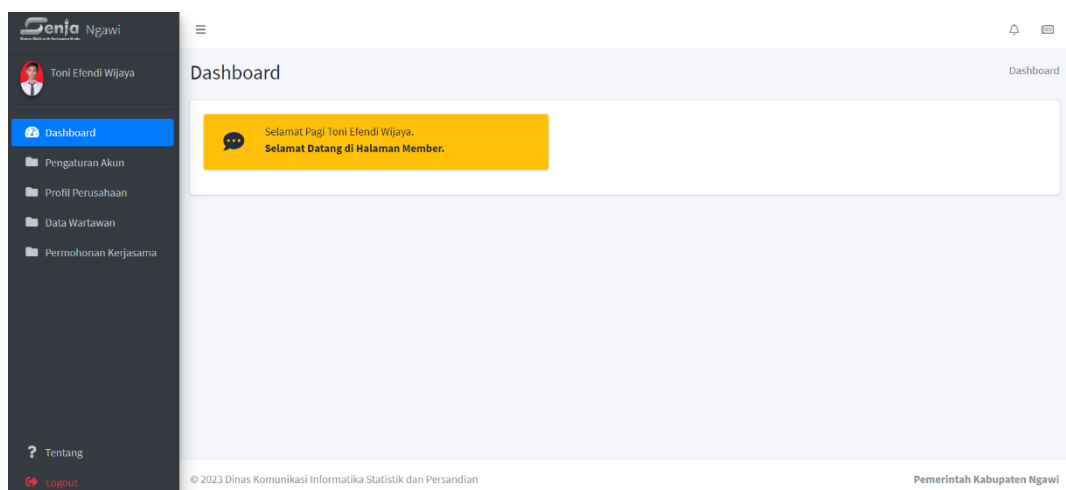 Senja Ngawi
Toni Efendi Wijaya
Dashboard
Pengaturan Akun
Profil Perusahaan
Data Wartawan
Permohonan Kerjasama
Tentang
Logout
Dashboard
Dashboard
Selamat Pagi Toni Efendi Wijaya.
Selamat Datang di Halaman Member.
© 2023 Dinas Komunikasi Informatika Statistik dan Persandian
Pemerintah Kabupaten Ngawi